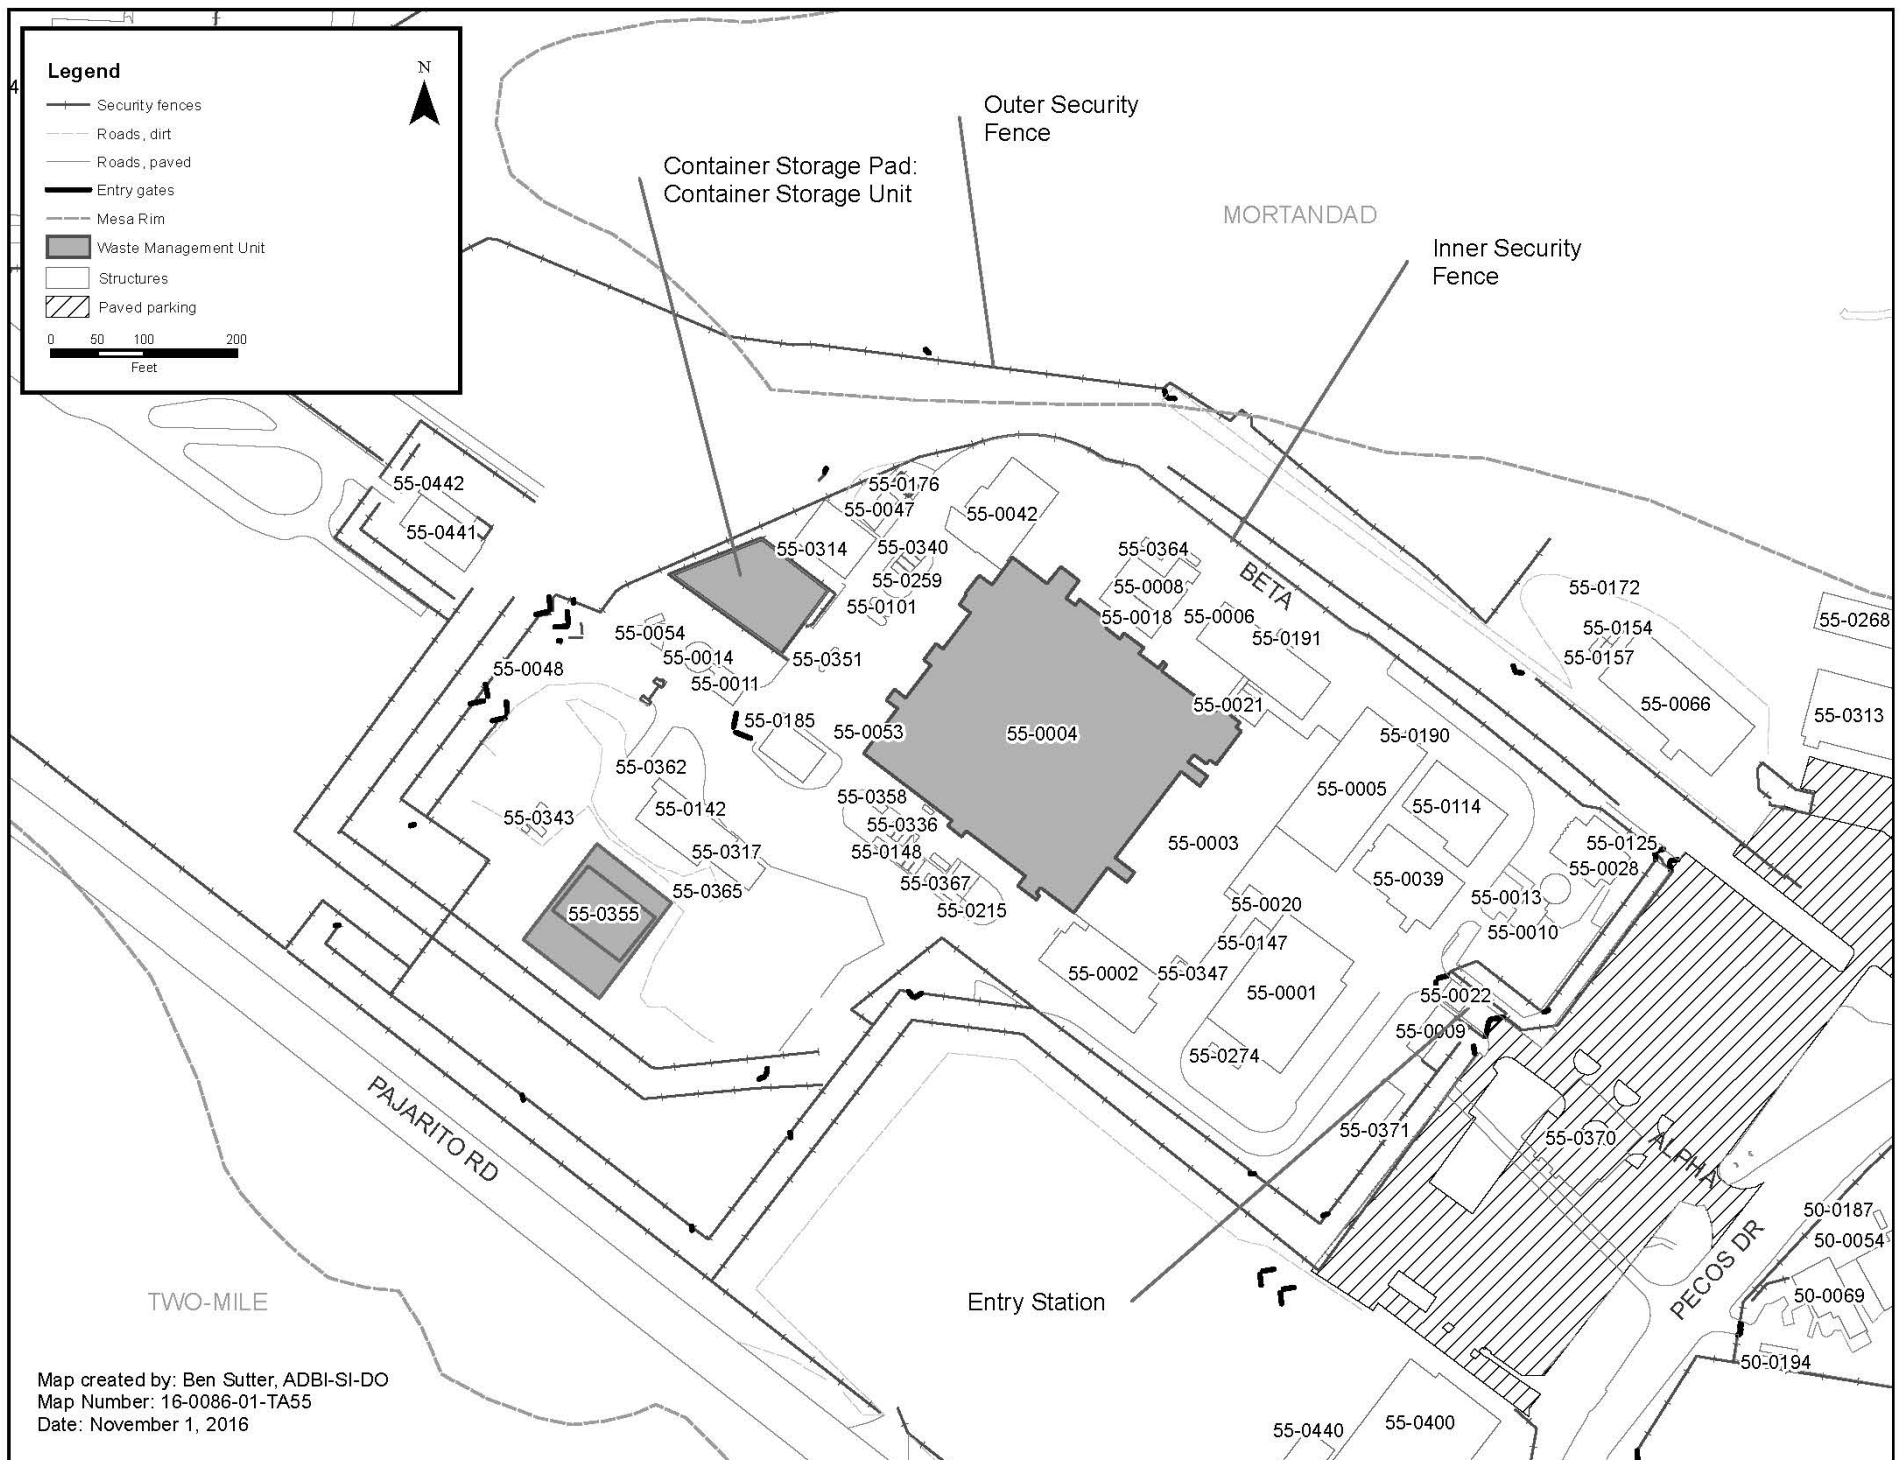 Legend
N
Security fences
Roads, dirt
Roads, paved
Entry gates
Mesa Rim
Waste Management Unit
Structures
Paved parking
0 50 100 200
Feet
4
Outer Security
Fence
Container Storage Pad:
Container Storage Unit
MORTANDAD
Inner Security
Fence
55-0442
55-0441
55-0176
55-0047
55-0042
55-0314
55-0340
55-0364
55-0259
55-0008
BETA
55-0172
55-0101
55-0018
55-0006
55-0268
55-0054
55-0191
55-0154
55-0014
55-0351
55-0157
55-0048
55-0011
55-0021
55-0066
55-0313
55-0185
55-0053
55-0004
55-0190
55-0362
55-0005
55-0358
55-0114
55-0142
55-0343
55-0336
55-0003
55-0125
55-0317
55-0148
55-0028
55-0365
55-0367
55-0039
55-0013
55-0355
55-0215
55-0020
55-0010
55-0147
55-0002
55-0347
55-0001
55-0022
55-0009
55-0274
PAJARITO RD
55-0371
55-0370
ALPHA
50-0187
50-0054
PECOS DR
50-0069
TWO-MILE
Entry Station
50-0194
Map created by: Ben Sutter, ADBI-SI-DO
Map Number: 16-0086-01-TA55
Date: November 1, 2016
55-0440
55-0400